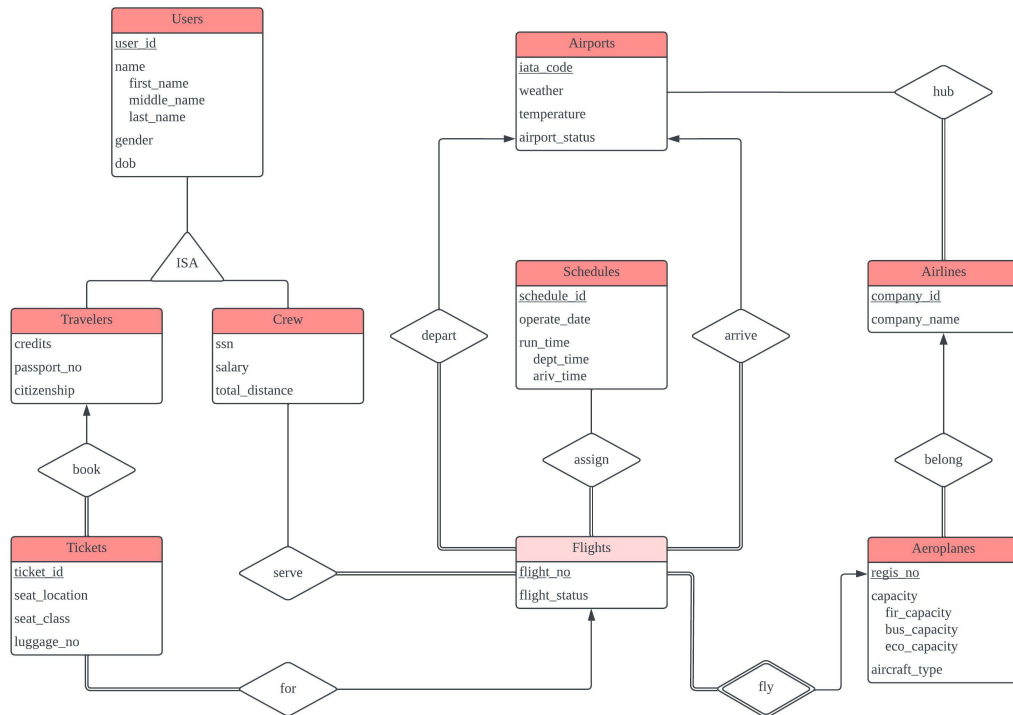 Users
user_id
name
first_name
middle_name
last_name
gender
dob
Airports
iata_code
weather
temperature
airport_status
hub
ISA
Schedules
schedule_id
operate_date
run_time
dept_time
ariv_time
Airlines
company_id
company_name
Travelers
credits
passport_no
citizenship
Crew
ssn
salary
total_distance
depart
arrive
book
assign
belong
Tickets
ticket_id
seat_location
seat_class
luggage_no
serve
Flights
flight_no
flight_status
Aeroplanes
regis_no
capacity
fir_capacity
bus_capacity
eco_capacity
aircraft_type
for
fly